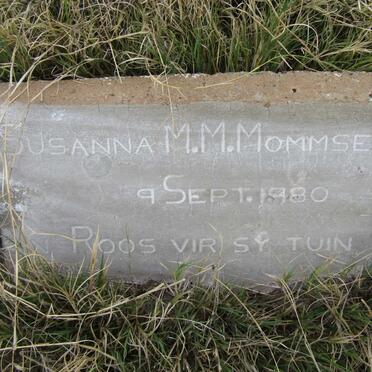 SUSANNA M.M. MOMMSE
9 SEPT. 1980
'N ROOS VIR SY TUIN